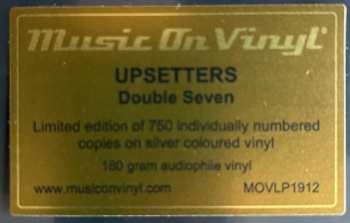 Music On Vinyl®
UPSETTERS
Double Seven
Limited edition of 750 individually numbered
copies on silver coloured vinyl
180 gram audiophile vinyl
www.musiconvinyl.com MOVLP1912